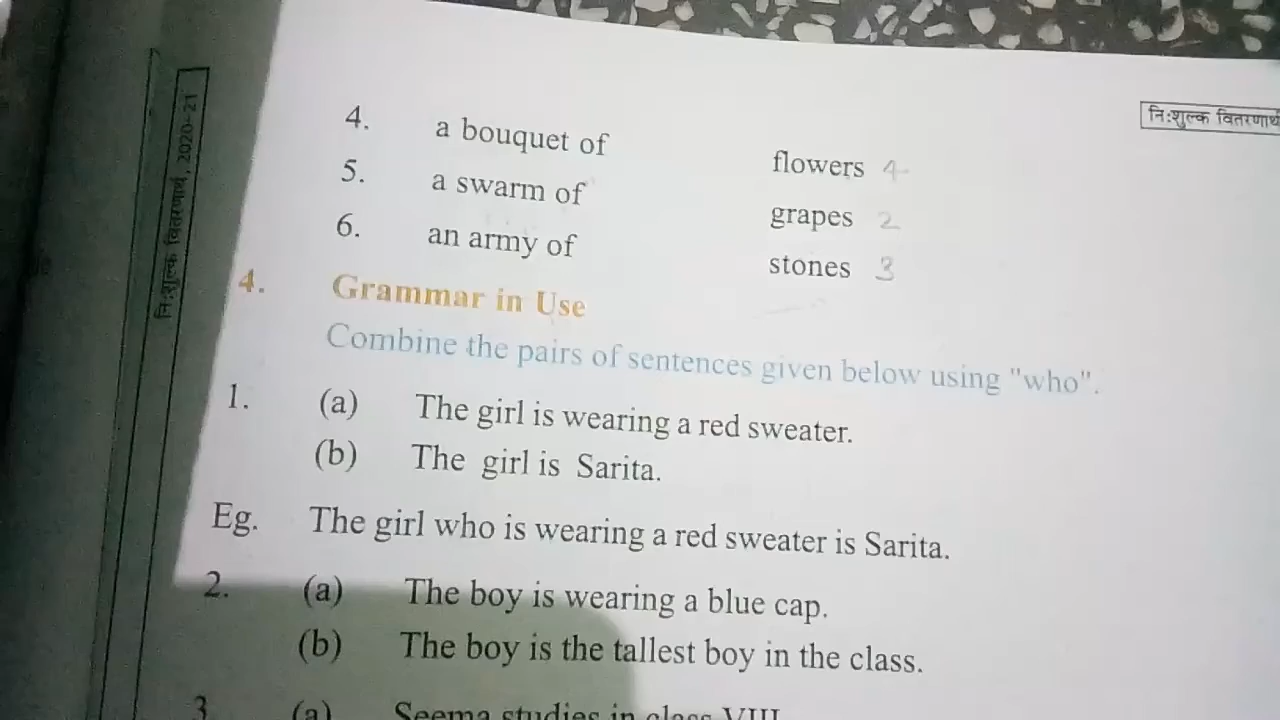 नि:शुल्क वितरणार्थ, 2020-21
नि:शुल्क वितरणार्थ
4. a bouquet of flowers 4
5. a swarm of grapes 2
6. an army of stones 3
4. Grammar in Use
Combine the pairs of sentences given below using "who".
1. (a) The girl is wearing a red sweater.
(b) The girl is Sarita.
Eg. The girl who is wearing a red sweater is Sarita.
2. (a) The boy is wearing a blue cap.
(b) The boy is the tallest boy in the class.
3 (a) Seema studies in class VIII